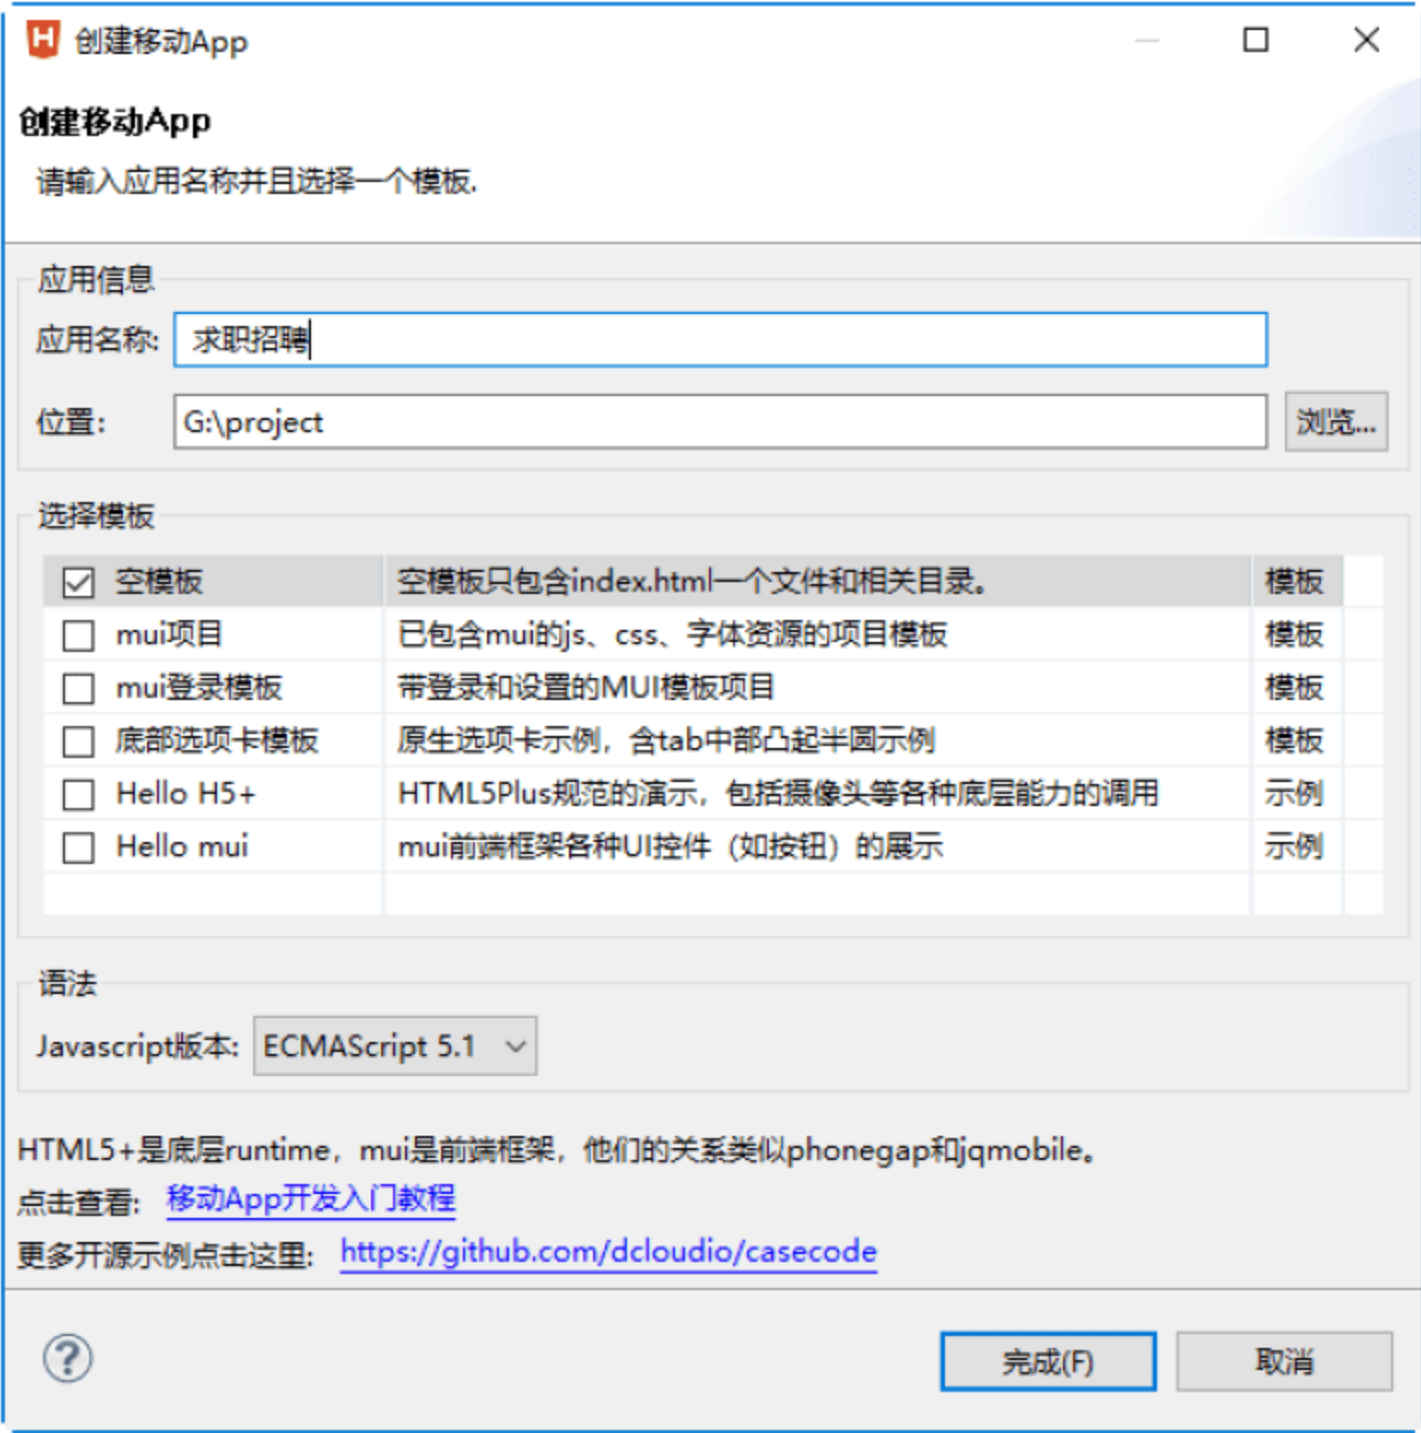 创建移动App
创建移动App
请输入应用名称并且选择一个模板.
应用信息
应用名称: 求职招聘
位置: G:\project 浏览...
选择模板
空模板 空模板只包含index.html一个文件和相关目录。 模板
mui项目 已包含mui的js、css、字体资源的项目模板 模板
mui登录模板 带登录和设置的MUI模板项目 模板
底部选项卡模板 原生选项卡示例，含tab中部凸起半圆示例 模板
Hello H5+ HTML5Plus规范的演示，包括摄像头等各种底层能力的调用 示例
Hello mui mui前端框架各种UI控件（如按钮）的展示 示例
语法
Javascript版本: ECMAScript 5.1
HTML5+是底层runtime，mui是前端框架，他们的关系类似phonegap和jqmobile。
点击查看: 移动App开发入门教程
更多开源示例点击这里: https://github.com/dcloudio/casecode
? 完成(F) 取消